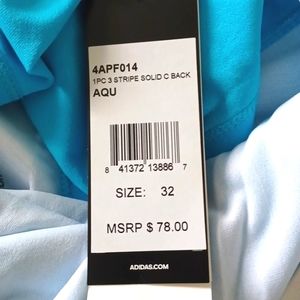 4APF014
1PC 3 STRIPE SOLID C BACK
AQU
8 41372 13886 7
SIZE: 32
MSRP $ 78.00
ADIDAS.COM